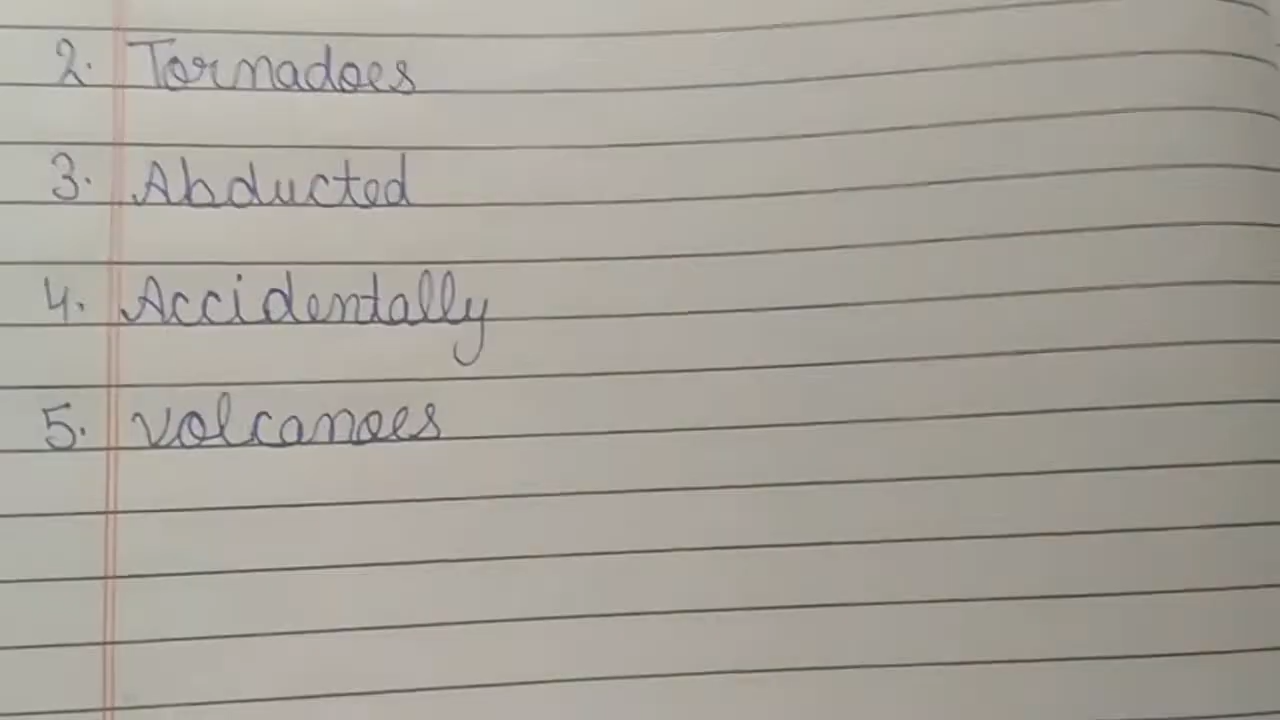 2. Tornadoes
3. Abducted
4. Accidentally
5. Volcanoes